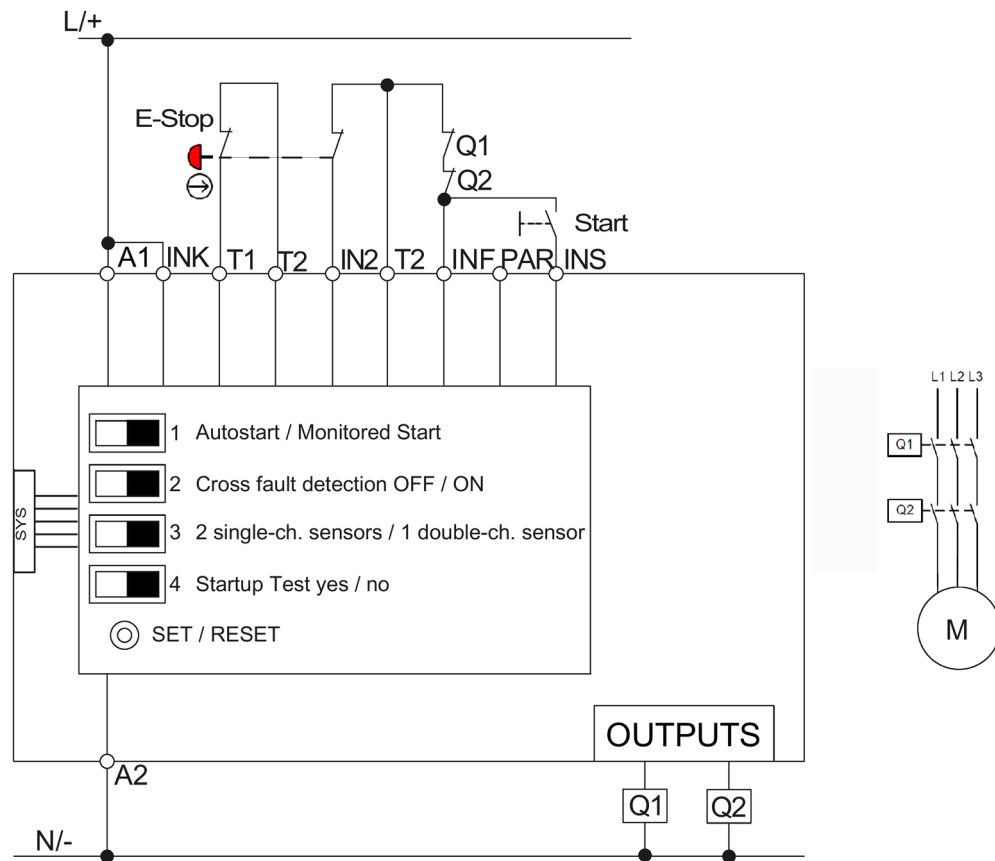 L/+
E-Stop
Q1
Q2
Start
A1 INK T1 T2 IN2 T2 INF PAR INS
1 Autostart / Monitored Start
2 Cross fault detection OFF / ON
3 2 single-ch. sensors / 1 double-ch. sensor
4 Startup Test yes / no
SET / RESET
SYS
OUTPUTS
A2
Q1 Q2
N/-
L1 L2 L3
Q1
Q2
M